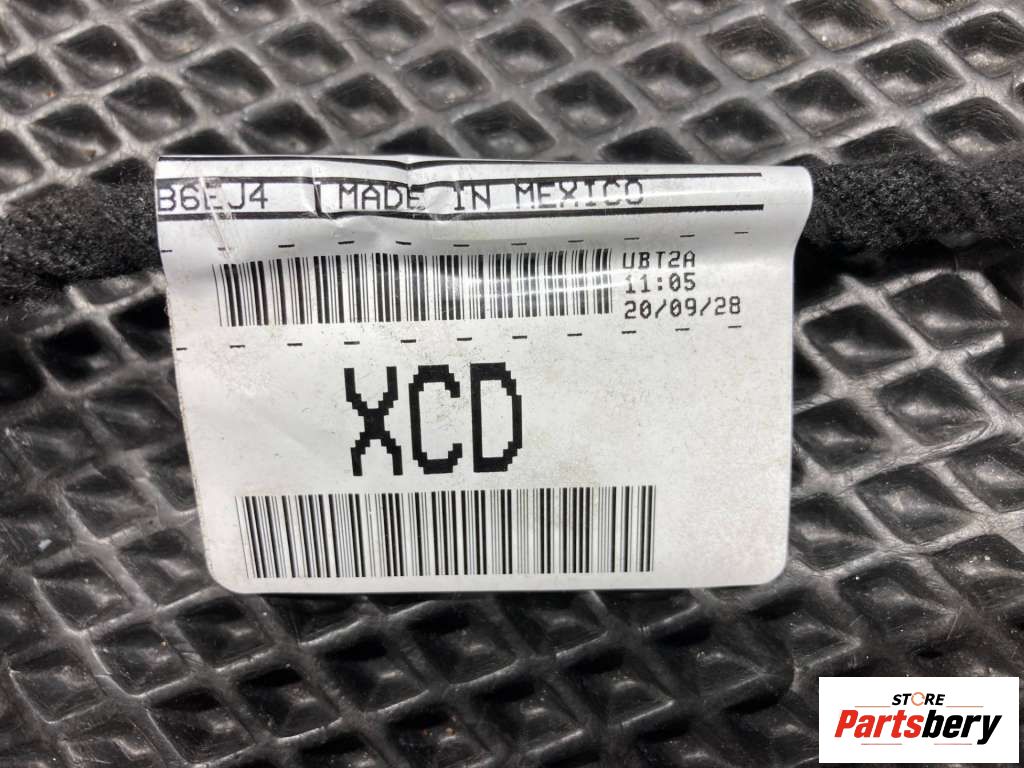 B6EJ4 MADE IN MEXICO
UBT2A
11:05
20/09/28
XCD
STORE
Partsbery